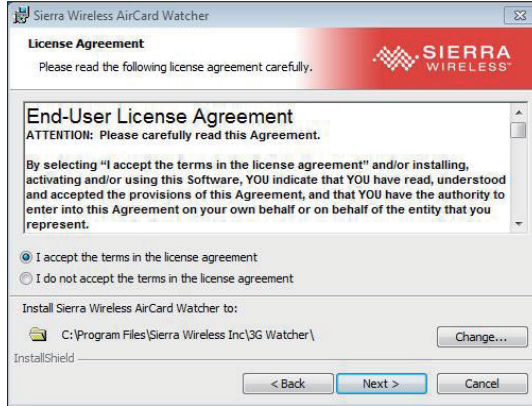 Sierra Wireless AirCard Watcher
License Agreement
Please read the following license agreement carefully.
SIERRA
WIRELESS™
End-User License Agreement
ATTENTION: Please carefully read this Agreement.
By selecting “I accept the terms in the license agreement” and/or installing,
activating and/or using this Software, YOU indicate that YOU have read, understood
and accepted the provisions of this Agreement, and that YOU have the authority to
enter into this Agreement on your own behalf or on behalf of the entity that you
represent.
I accept the terms in the license agreement
I do not accept the terms in the license agreement
Install Sierra Wireless AirCard Watcher to:
C:\Program Files\Sierra Wireless Inc\3G Watcher\
Change...
InstallShield
< Back
Next >
Cancel